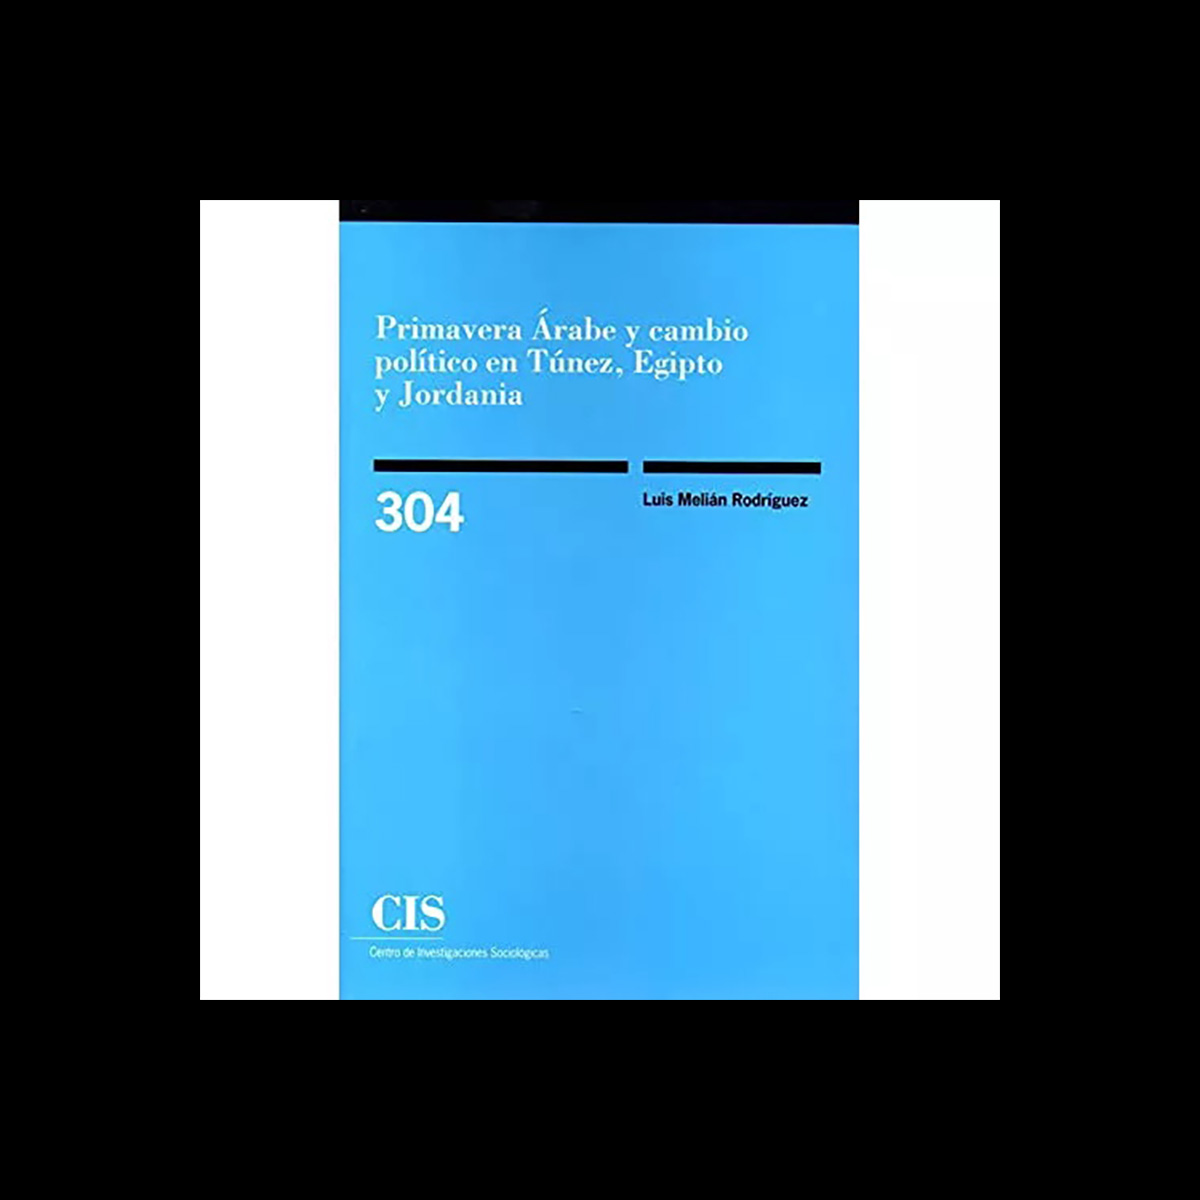 Primavera Árabe y cambio
político en Túnez, Egipto
y Jordania
304
Luis Melián Rodríguez
CIS
Centro de Investigaciones Sociológicas